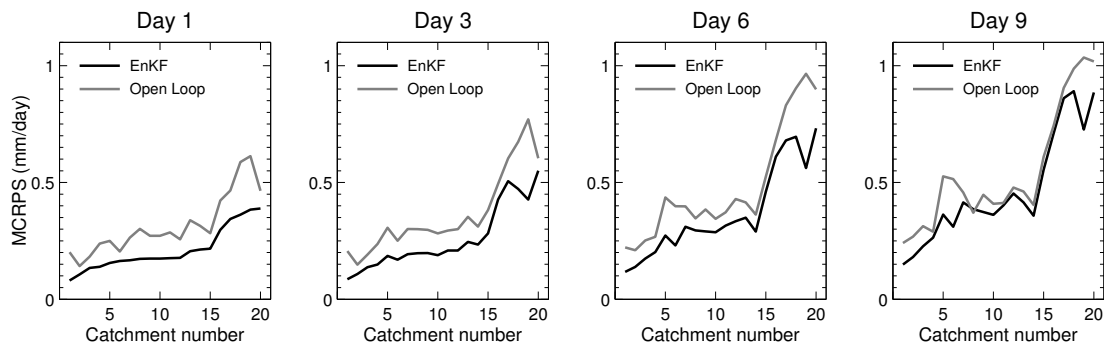 Day 1
Day 3
Day 6
Day 9
MCRPS (mm/day)
1
0.5
0
EnKF
Open Loop
5
10
15
20
Catchment number
1
0.5
0
EnKF
Open Loop
5
10
15
20
Catchment number
1
0.5
0
EnKF
Open Loop
5
10
15
20
Catchment number
1
0.5
0
EnKF
Open Loop
5
10
15
20
Catchment number